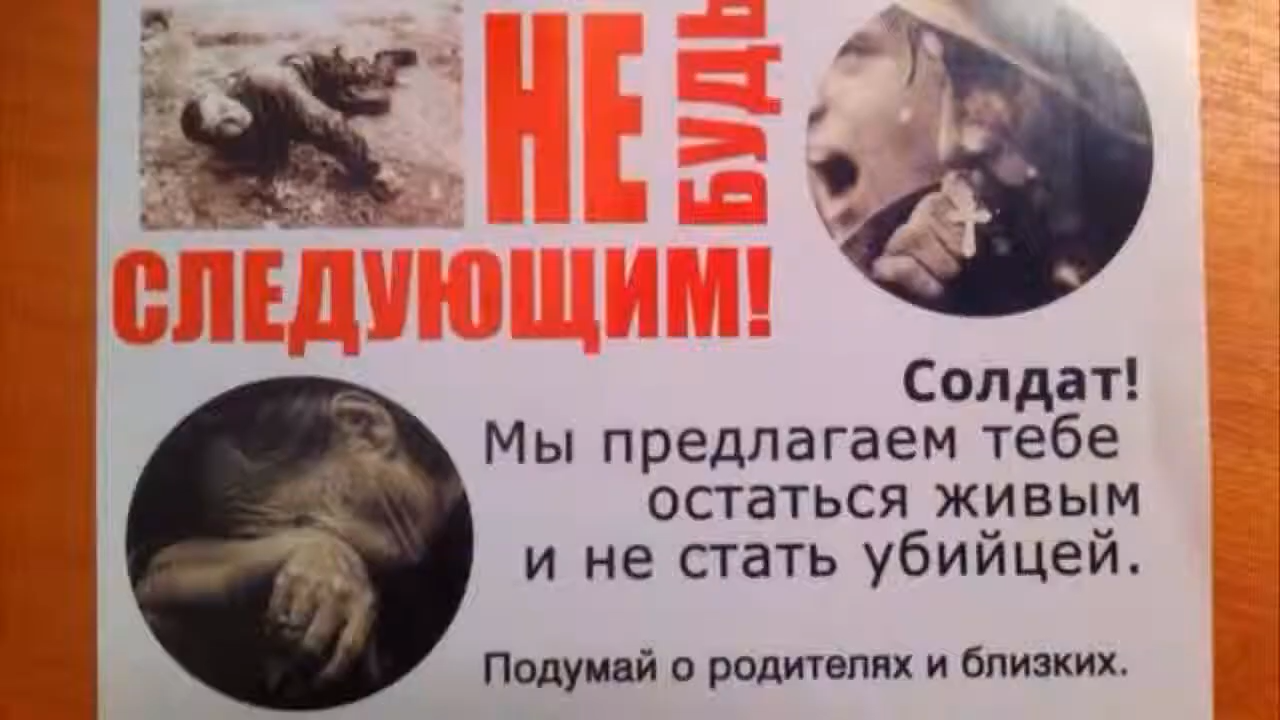 НЕ БУДЬ
СЛЕДУЮЩИМ!
Солдат!
Мы предлагаем тебе
остаться живым
и не стать убийцей.
Подумай о родителях и близких.